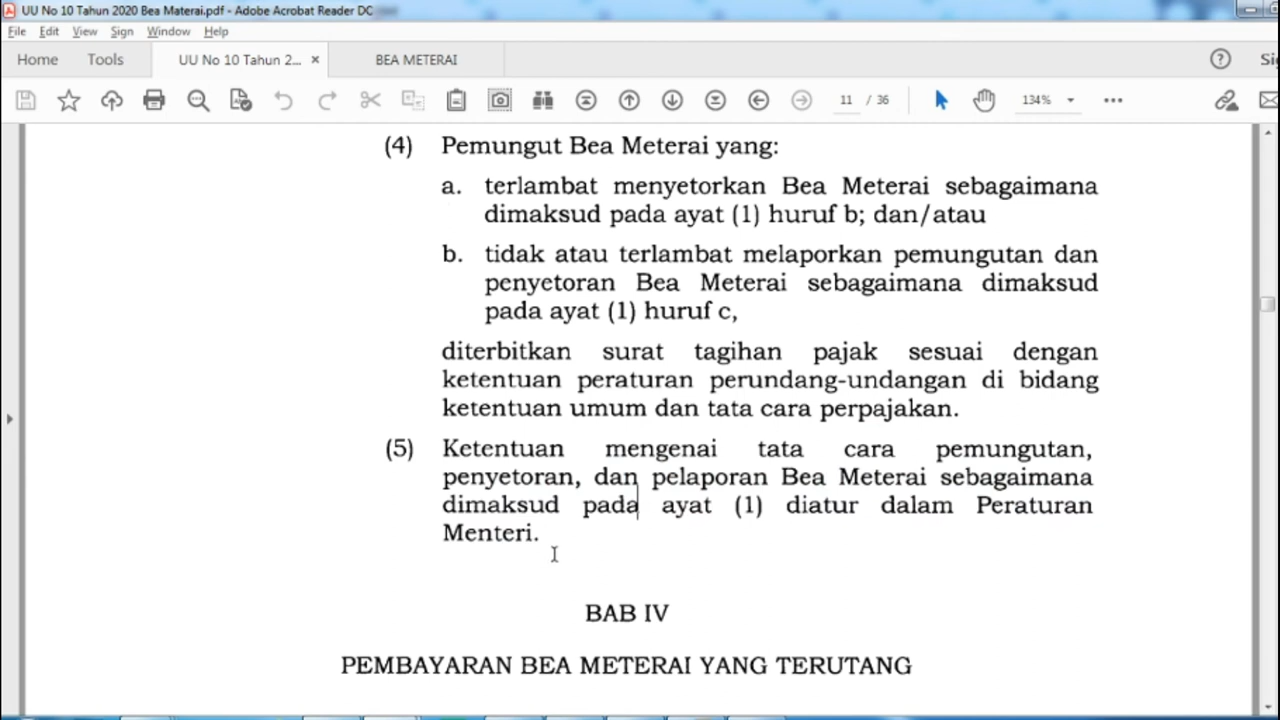 UU No 10 Tahun 2020 Bea Materai.pdf - Adobe Acrobat Reader DC
File Edit View Sign Window Help
Home Tools UU No 10 Tahun 2... × BEA METERAI
11 / 36 134%
(4) Pemungut Bea Meterai yang:
a. terlambat menyetorkan Bea Meterai sebagaimana
dimaksud pada ayat (1) huruf b; dan/atau
b. tidak atau terlambat melaporkan pemungutan dan
penyetoran Bea Meterai sebagaimana dimaksud
pada ayat (1) huruf c,
diterbitkan surat tagihan pajak sesuai dengan
ketentuan peraturan perundang-undangan di bidang
ketentuan umum dan tata cara perpajakan.
(5) Ketentuan mengenai tata cara pemungutan,
penyetoran, dan pelaporan Bea Meterai sebagaimana
dimaksud pada ayat (1) diatur dalam Peraturan
Menteri.
BAB IV
PEMBAYARAN BEA METERAI YANG TERUTANG